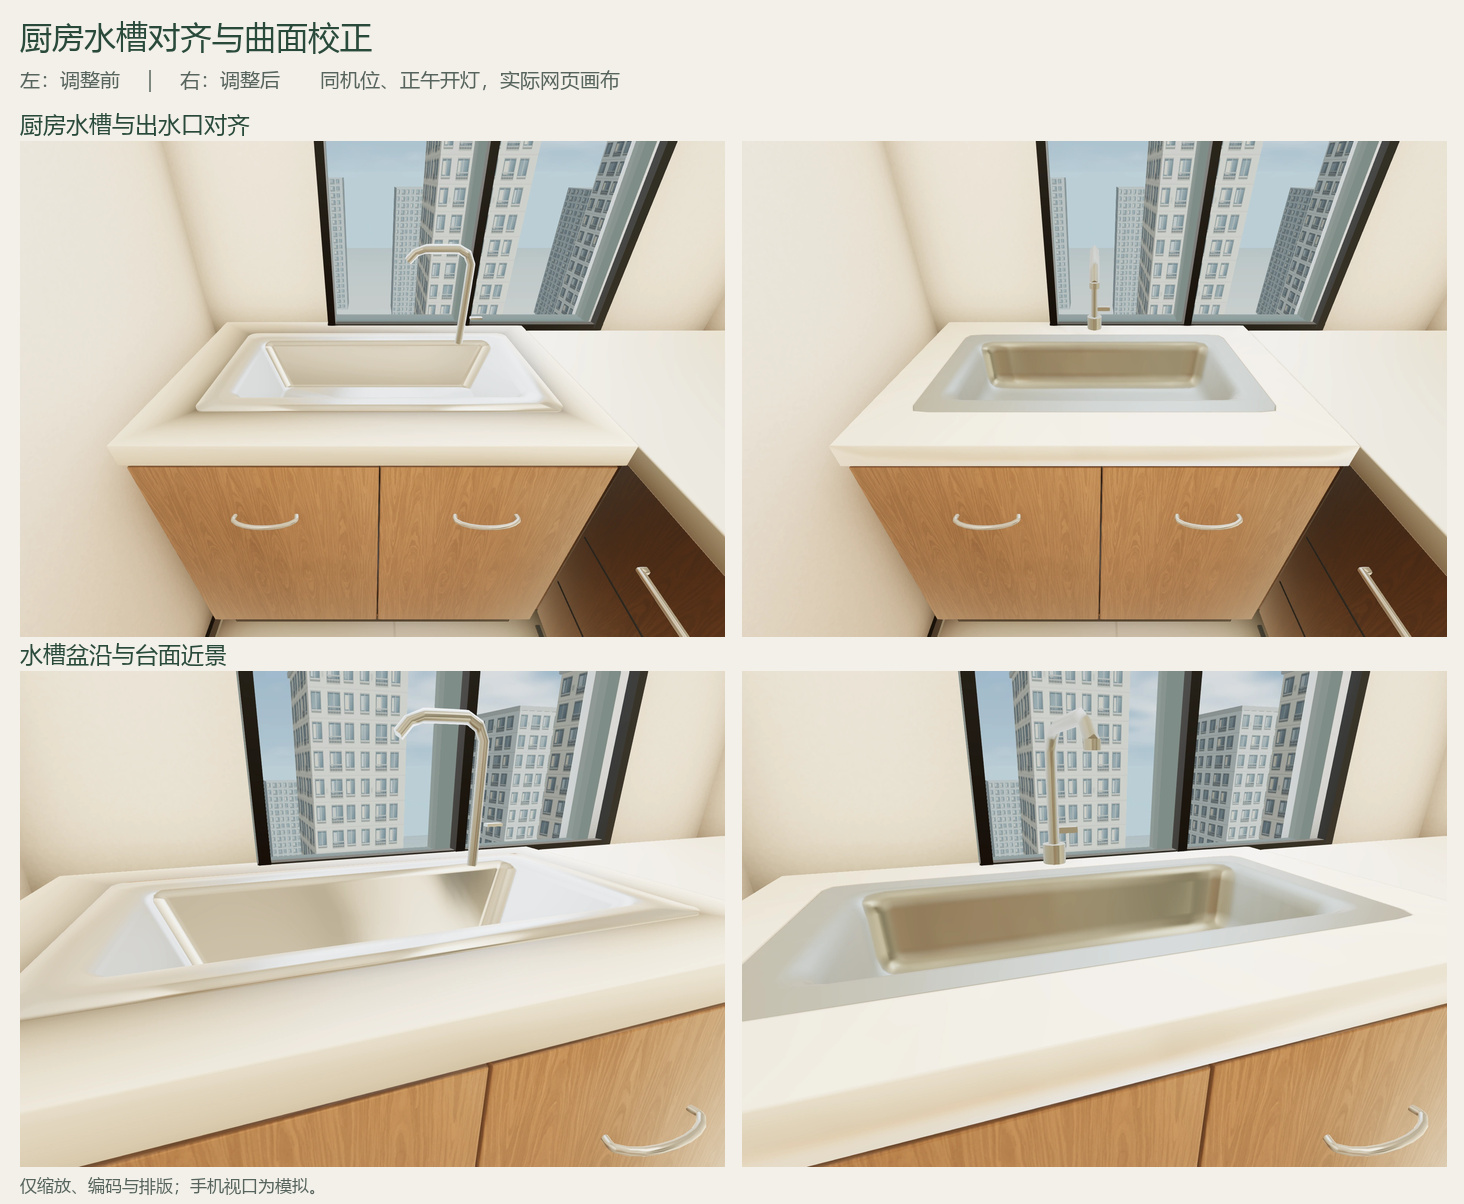 厨房水槽对齐与曲面校正
左：调整前 │ 右：调整后 同机位、正午开灯，实际网页画布
厨房水槽与出水口对齐
水槽盆沿与台面近景
仅缩放、编码与排版；手机视口为模拟。